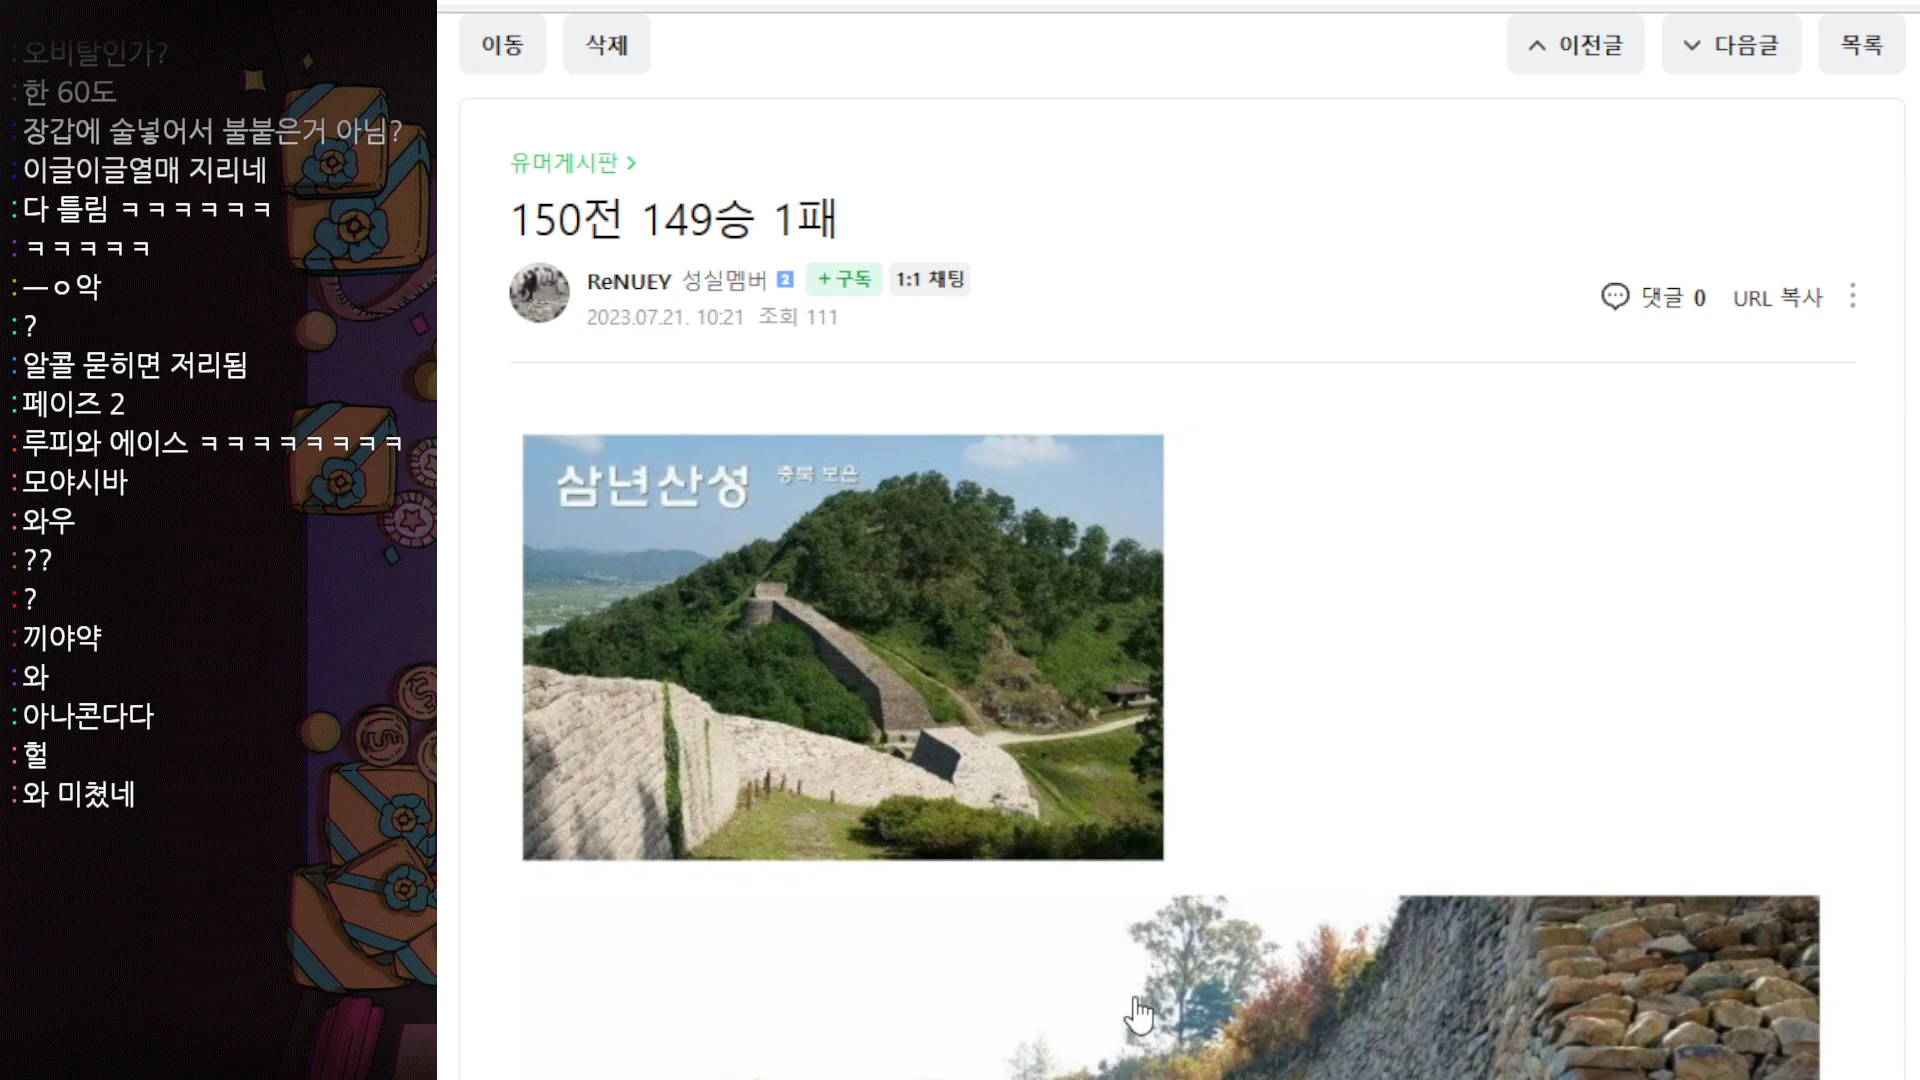 :오비탈인가?
:한 60도
:장갑에 술넣어서 불붙은거 아님?
:이글이글열매 지리네
:다 틀림 ㅋㅋㅋㅋㅋㅋ
:ㅋㅋㅋㅋㅋ
:ㅡㅇ악
:?
:알콜 묻히면 저리됨
:페이즈 2
:루피와 에이스 ㅋㅋㅋㅋㅋㅋㅋㅋ
:모야시바
:와우
:??
:?
:끼야약
:와
:아나콘다다
:헐
:와 미쳤네
이동 삭제 이전글 다음글 목록
유머게시판 >
150전 149승 1패
ReNUEY 성실멤버 2 +구독 1:1 채팅
2023.07.21. 10:21 조회 111
댓글 0 URL 복사
삼년산성 충북 보은